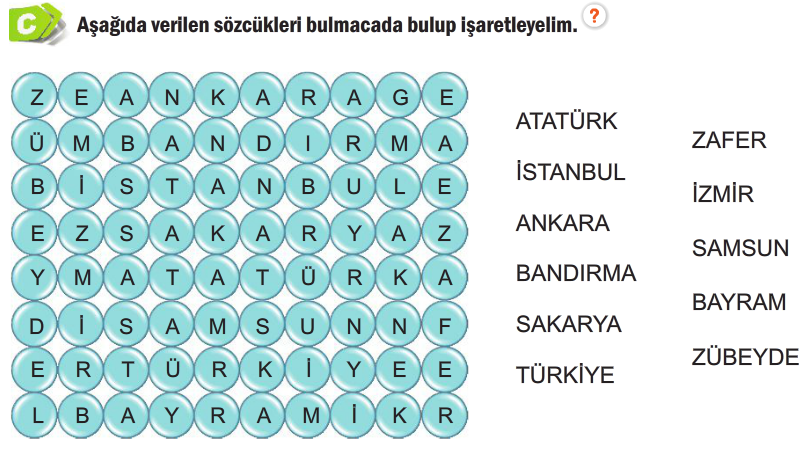 C Aşağıda verilen sözcükleri bulmacada bulup işaretleyelim. ?
Z E A N K A R A G E
Ü M B A N D I R M A
B İ S T A N B U L E
E Z S A K A R Y A Z
Y M A T A T Ü R K A
D İ S A M S U N N F
E R T Ü R K İ Y E E
L B A Y R A M İ K R
ATATÜRK
İSTANBUL
ANKARA
BANDIRMA
SAKARYA
TÜRKİYE
ZAFER
İZMİR
SAMSUN
BAYRAM
ZÜBEYDE